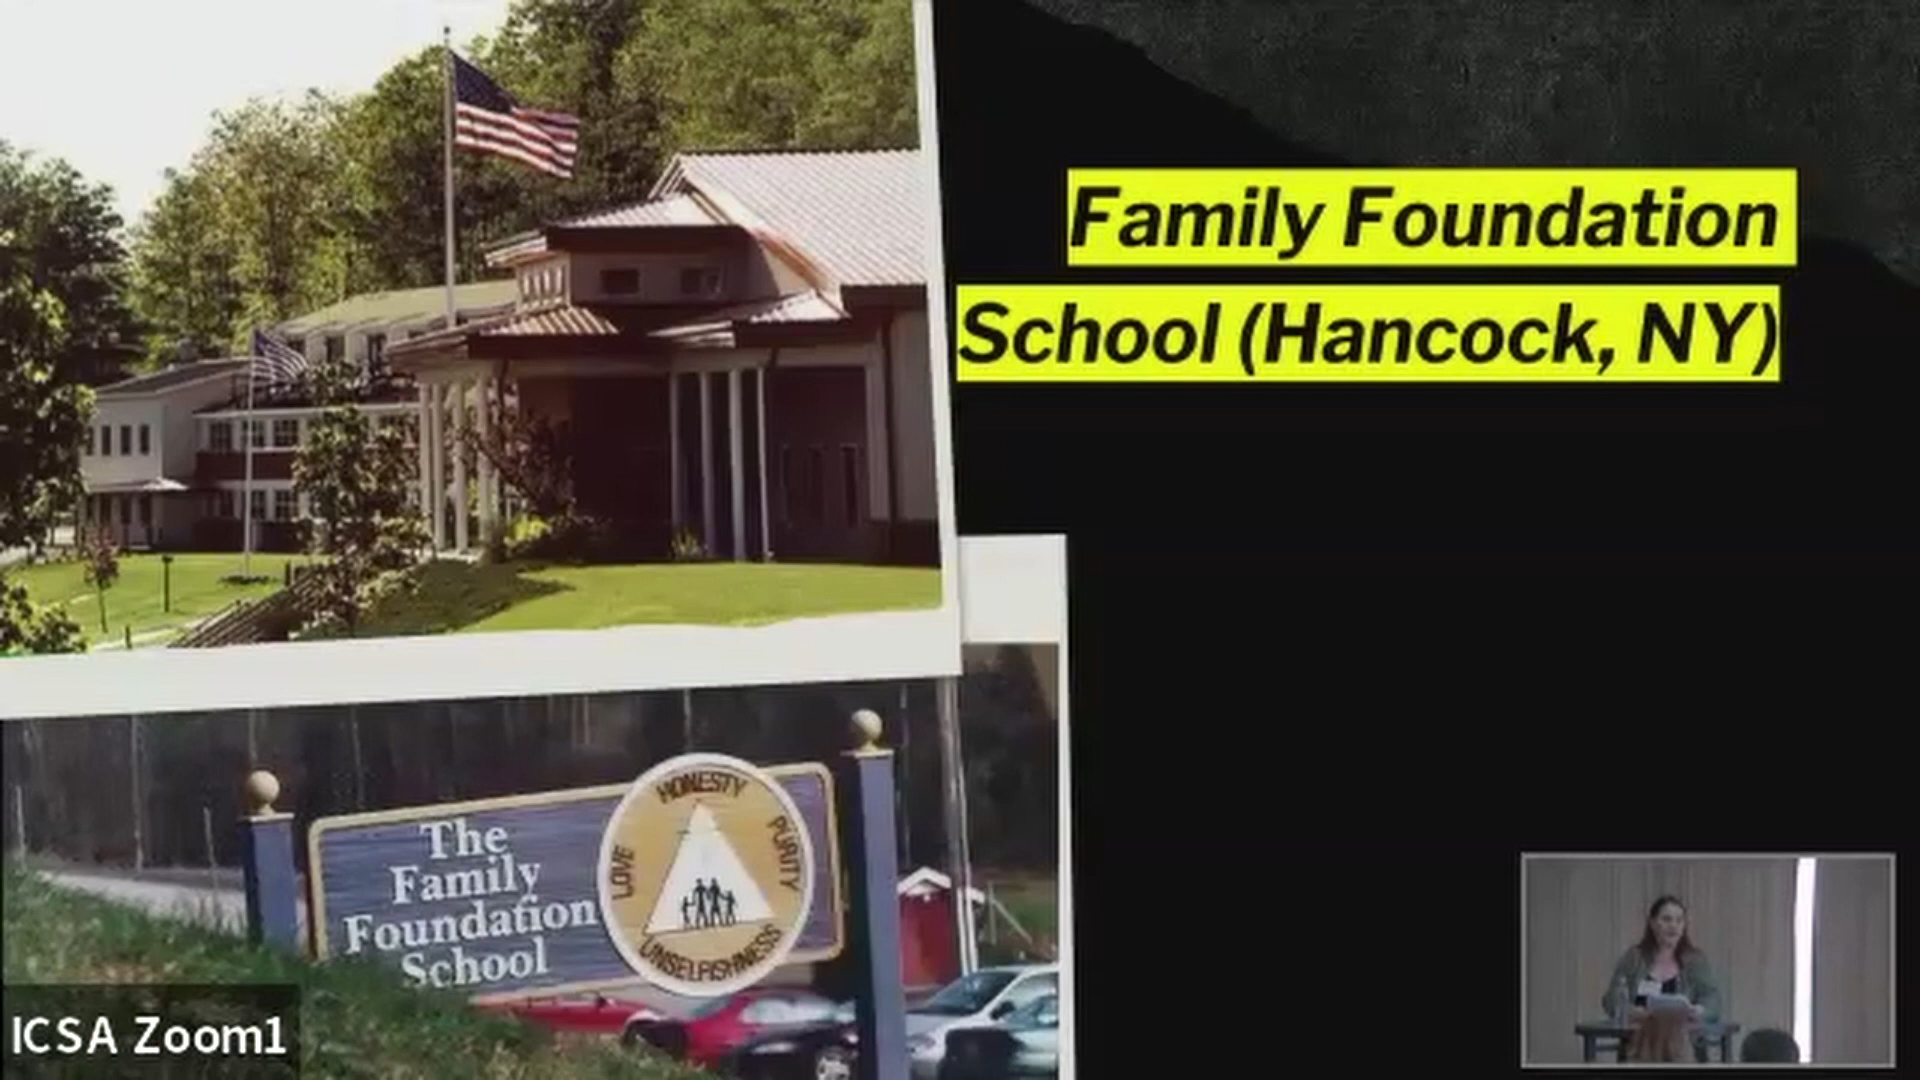 Family Foundation
School (Hancock, NY)
The
Family
Foundation
School
HONESTY
PURITY
UNSELFISHNESS
LOVE
ICSA Zoom1